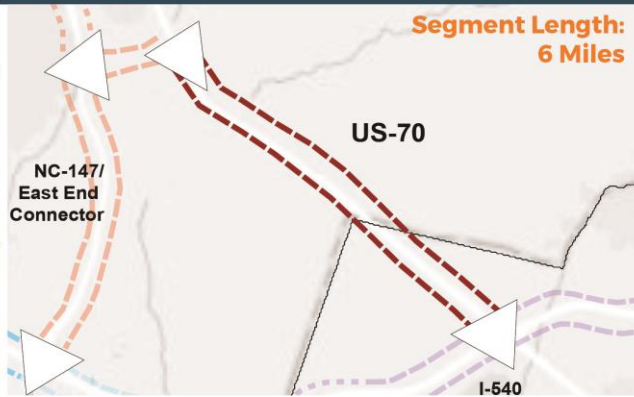 Segment Length:
6 Miles
US-70
NC-147/
East End
Connector
I-540